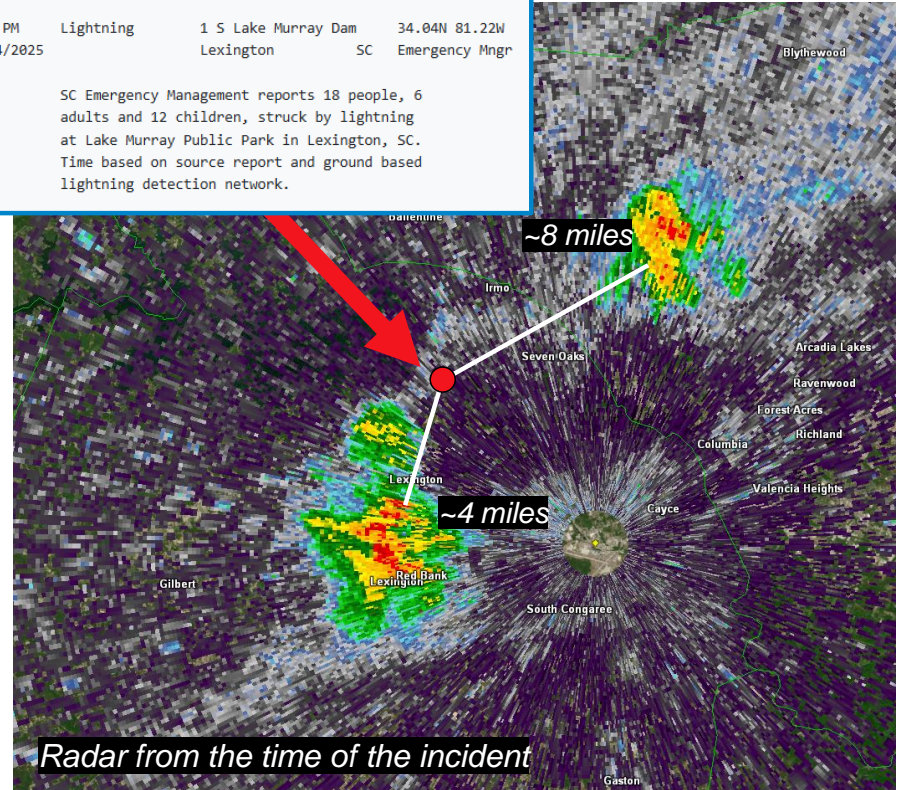 PM Lightning 1 S Lake Murray Dam 34.04N 81.22W
/2025 Lexington SC Emergency Mngr
SC Emergency Management reports 18 people, 6
adults and 12 children, struck by lightning
at Lake Murray Public Park in Lexington, SC.
Time based on source report and ground based
lightning detection network.
Blythewood
Ballentine
~8 miles
Irmo
Seven Oaks
Arcadia Lakes
Ravenwood
Forest Acres
Richland
Columbia
Lexington
Valencia Heights
~4 miles
Cayce
Red Bank
Lexington
Gilbert
South Congaree
Radar from the time of the incident
Gaston